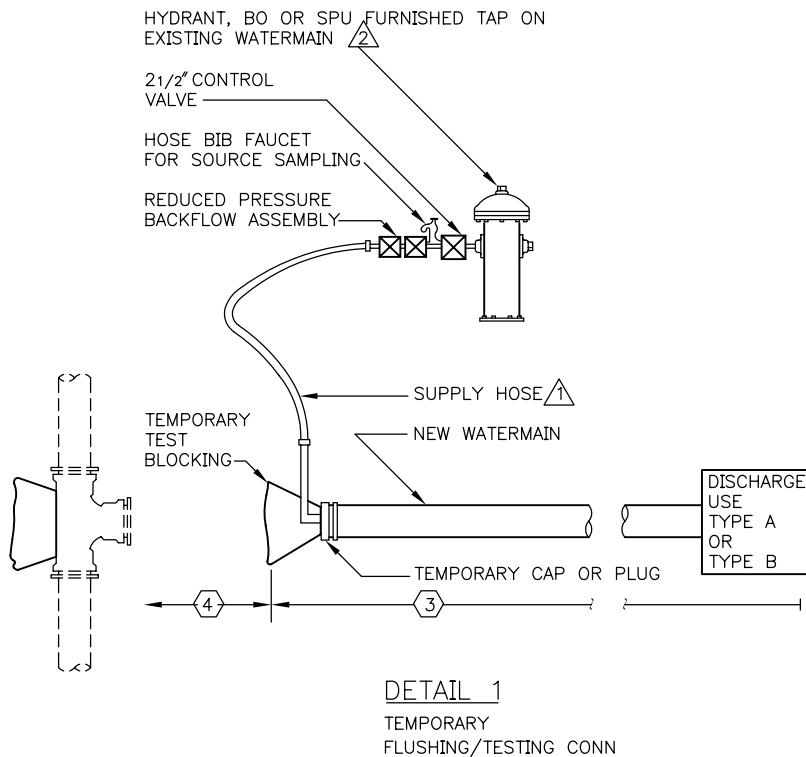 HYDRANT, BO OR SPU FURNISHED TAP ON
EXISTING WATERMAIN 2
2 1/2" CONTROL
VALVE
HOSE BIB FAUCET
FOR SOURCE SAMPLING
REDUCED PRESSURE
BACKFLOW ASSEMBLY
SUPPLY HOSE 1
TEMPORARY
TEST
BLOCKING
NEW WATERMAIN
DISCHARGE
USE
TYPE A
OR
TYPE B
TEMPORARY CAP OR PLUG
4
3
DETAIL 1
TEMPORARY
FLUSHING/TESTING CONN